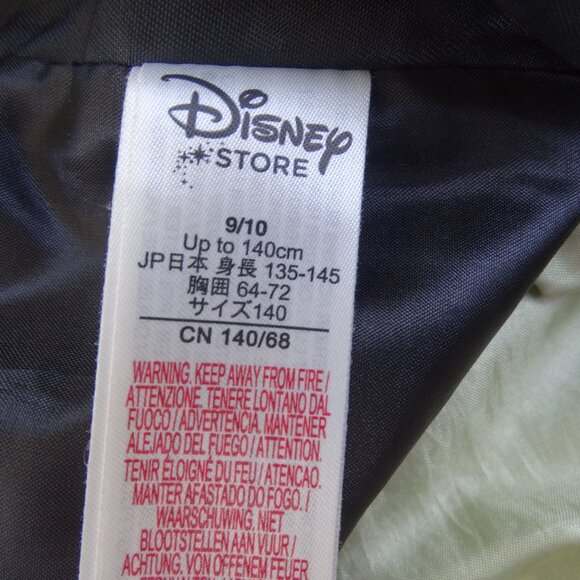 Disney
STORE
9/10
Up to 140cm
JP日本 身長 135-145
胸囲 64-72
サイズ140
CN 140/68
WARNING. KEEP AWAY FROM FIRE /
ATTENZIONE. TENERE LONTANO DAL
FUOCO / ADVERTENCIA. MANTENER
ALEJADO DEL FUEGO / ATTENTION.
TENIR ÉLOIGNÉ DU FEU / ATENCAO.
MANTER AFASTADO DO FOGO. /
WAARSCHUWING. NIET
BLOOTSTELLEN AAN VUUR /
ACHTUNG. VON OFFENEM FEUER